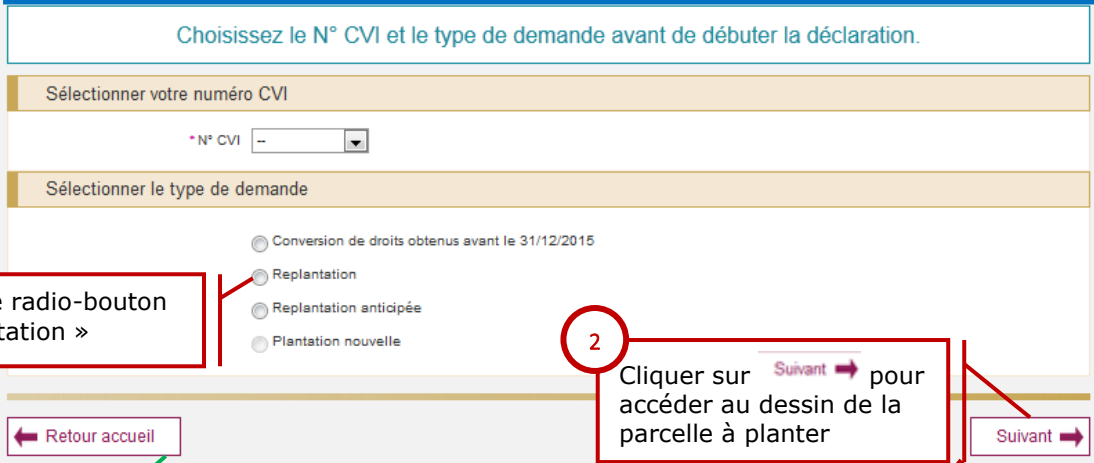 Choisissez le N° CVI et le type de demande avant de débuter la déclaration.
Sélectionner votre numéro CVI
* N° CVI --
Sélectionner le type de demande
Conversion de droits obtenus avant le 31/12/2015
Replantation
Replantation anticipée
Plantation nouvelle
radio-bouton
»
2
Cliquer sur Suivant pour
accéder au dessin de la
parcelle à planter
Retour accueil
Suivant